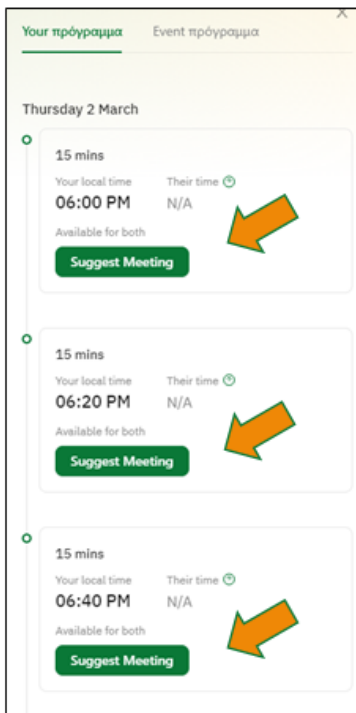 Your πρόγραμμα Event πρόγραμμα
Thursday 2 March
15 mins
Your local time Their time
06:00 PM N/A
Available for both
Suggest Meeting
15 mins
Your local time Their time
06:20 PM N/A
Available for both
Suggest Meeting
15 mins
Your local time Their time
06:40 PM N/A
Available for both
Suggest Meeting